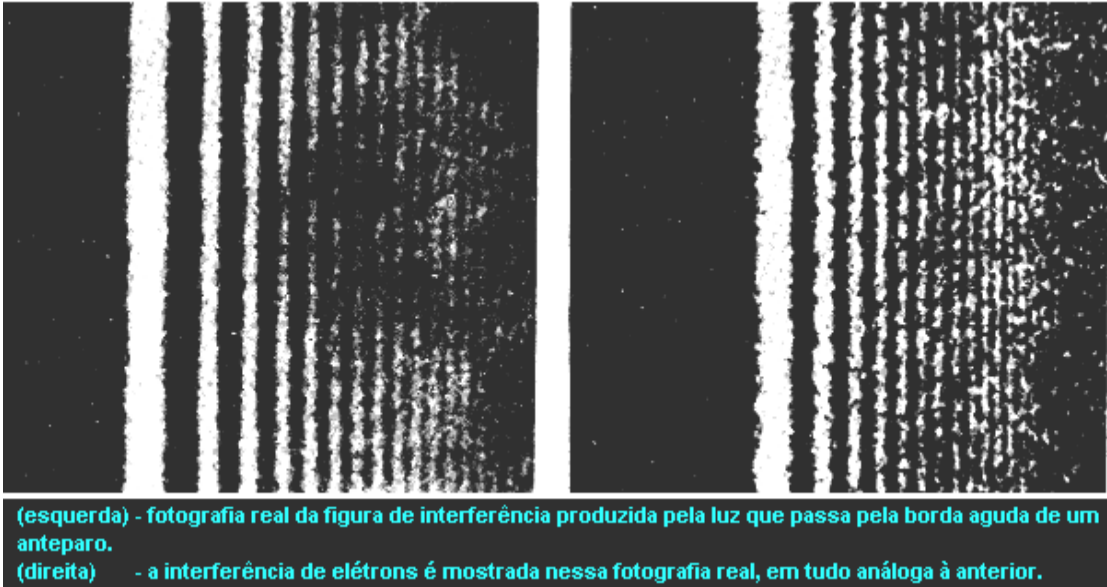 (esquerda) - fotografia real da figura de interferência produzida pela luz que passa pela borda aguda de um
anteparo.
(direita) - a interferência de elétrons é mostrada nessa fotografia real, em tudo análoga à anterior.